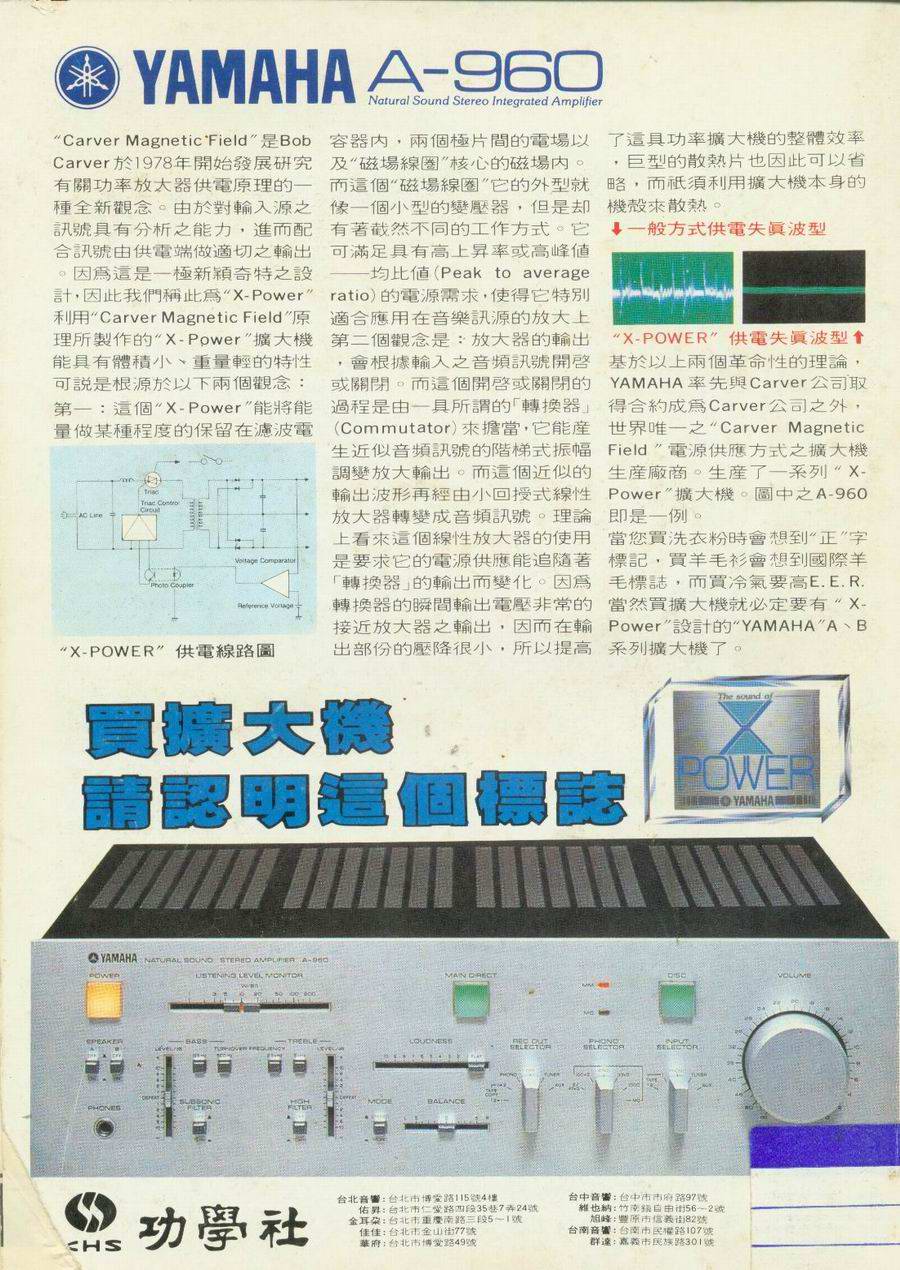 YAMAHA A-960
Natural Sound Stereo Integrated Amplifier
“Carver Magnetic Field”是Bob
Carver於1978年開始發展研究
有關功率放大器供電原理的一
種全新觀念。由於對輸入源之
訊號具有分析之能力，進而配
合訊號由供電端做適切之輸出
。因爲這是一極新穎奇特之設
計，因此我們稱此爲“X-Power”
利用“Carver Magnetic Field”原
理所製作的“X-Power”擴大機
能具有體積小、重量輕的特性
可説是根源於以下兩個觀念：
第一：這個“X-Power”能將能
量做某種程度的保留在濾波電
AC Line
Triac
Triac Control
Circuit
Voltage Comparator
Photo Coupler
Reference Voltage
“X-POWER” 供電線路圖
容器內，兩個極片間的電場以
及“磁場線圈”核心的磁場內。
而這個“磁場線圈”它的外型就
像一個小型的變壓器，但是却
有著截然不同的工作方式。它
可滿足具有高上昇率或高峰値
——均比値(Peak to average
ratio)的電源需求，使得它特別
適合應用在音樂訊源的放大上
第二個觀念是：放大器的輸出
，會根據輸入之音頻訊號開啓
或關閉。而這個開啓或關閉的
過程是由一具所謂的「轉換器」
(Commutator)來擔當，它能産
生近似音頻訊號的階梯式振幅
調變放大輸出。而這個近似的
輸出波形再經由小回授式線性
放大器轉變成音頻訊號。理論
上看來這個線性放大器的使用
是要求它的電源供應能追隨著
「轉換器」的輸出而變化。因爲
轉換器的瞬間輸出電壓非常的
接近放大器之輸出，因而在輸
出部份的壓降很小，所以提高
了這具功率擴大機的整體效率
，巨型的散熱片也因此可以省
略，而祇須利用擴大機本身的
機殼來散熱。
⬇一般方式供電失眞波型
“X-POWER” 供電失眞波型⬆
基於以上兩個革命性的理論，
YAMAHA率先與Carver公司取
得合約成爲Carver公司之外，
世界唯一之“Carver Magnetic
Field”電源供應方式之擴大機
生産廠商。生産了一系列“X-
Power”擴大機。圖中之A-960
即是一例。
當您買洗衣粉時會想到“正”字
標記，買羊毛衫會想到國際羊
毛標誌，而買冷氣要高E.E.R.
當然買擴大機就必定要有“X-
Power”設計的“YAMAHA”A、B
系列擴大機了。
買擴大機
請認明這個標誌
The sound of
X
POWER
YAMAHA
YAMAHA NATURAL SOUND STEREO AMPLIFIER A-960
POWER
LISTENING LEVEL MONITOR
MAIN DIRECT
MM
MC
DISC
VOLUME
SPEAKER
A B
BASS
TREBLE
TURNOVER FREQUENCY
LOUDNESS
FLAT
REC OUT
SELECTOR
PHONO
SELECTOR
INPUT
SELECTOR
PHONES
DEFEAT
SUBSONIC
FILTER
HIGH
FILTER
DEFEAT
MODE
BALANCE
CHS 功學社
台北音響：台北市博愛路115號4樓
佑昇：台北市仁愛路四段35巷7弄24號
金耳朶：台北市重慶南路三段5～1號
佳佳：台北市金山街77號
華府：台北市博愛路49號
台中音響：台中市市府路97號
維也納：竹南鎮自由街56～2號
旭峰：豐原市信義街82號
台南音響：台南市民權路107號
群達：嘉義市民族路301號